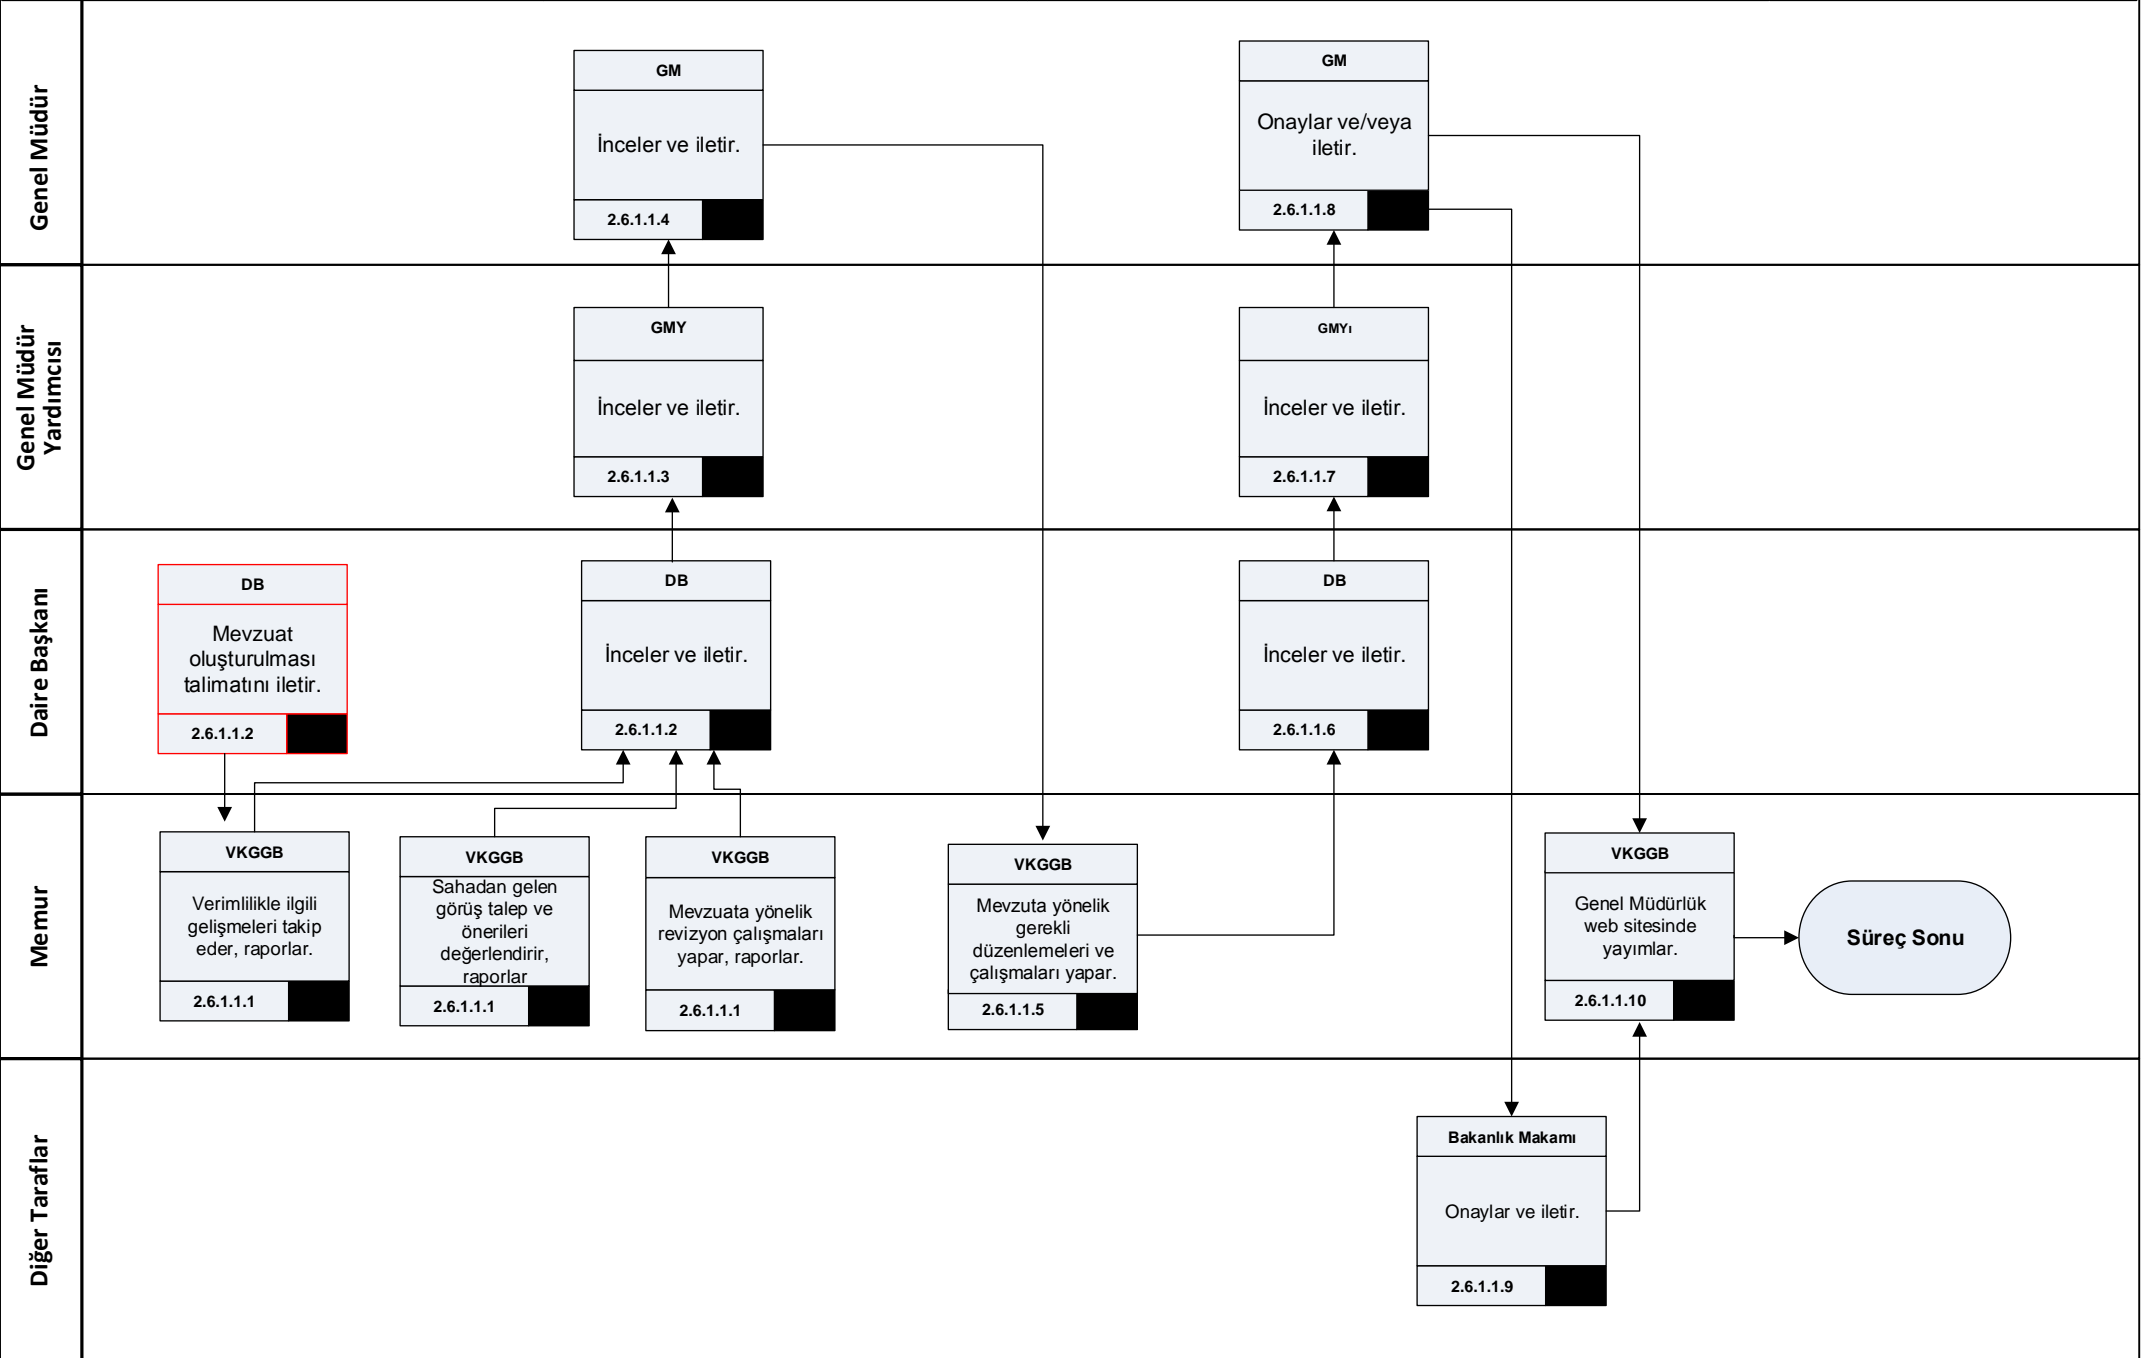 Genel Müdür
GM
İnceler ve iletir.
2.6.1.1.4
GM
Onaylar ve/veya
iletir.
2.6.1.1.8
Genel Müdür
Yardımcısı
GMY
İnceler ve iletir.
2.6.1.1.3
GMYı
İnceler ve iletir.
2.6.1.1.7
Daire Başkanı
DB
Mevzuat
oluşturulması
talimatını iletir.
2.6.1.1.2
DB
İnceler ve iletir.
2.6.1.1.2
DB
İnceler ve iletir.
2.6.1.1.6
Memur
VKGGB
Verimlilikle ilgili
gelişmeleri takip
eder, raporlar.
2.6.1.1.1
VKGGB
Sahadan gelen
görüş talep ve
önerileri
değerlendirir,
raporlar
2.6.1.1.1
VKGGB
Mevzuata yönelik
revizyon çalışmaları
yapar, raporlar.
2.6.1.1.1
VKGGB
Mevzuta yönelik
gerekli
düzenlemeleri ve
çalışmaları yapar.
2.6.1.1.5
VKGGB
Genel Müdürlük
web sitesinde
yayımlar.
2.6.1.1.10
Süreç Sonu
Diğer Taraflar
Bakanlık Makamı
Onaylar ve iletir.
2.6.1.1.9